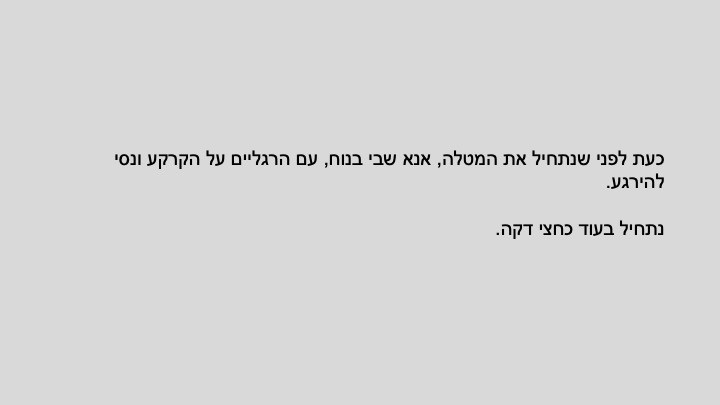 כעת לפני שנתחיל את המטלה, אנא שבי בנוח, עם הרגליים על הקרקע ונסי
להירגע.
נתחיל בעוד כחצי דקה.